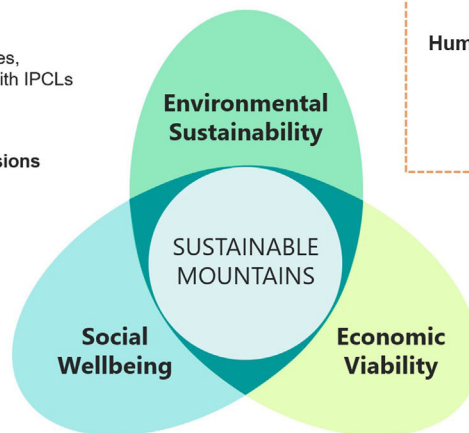 es,
ith IPCLs
sions
Hum
Environmental
Sustainability
SUSTAINABLE
MOUNTAINS
Social
Wellbeing
Economic
Viability